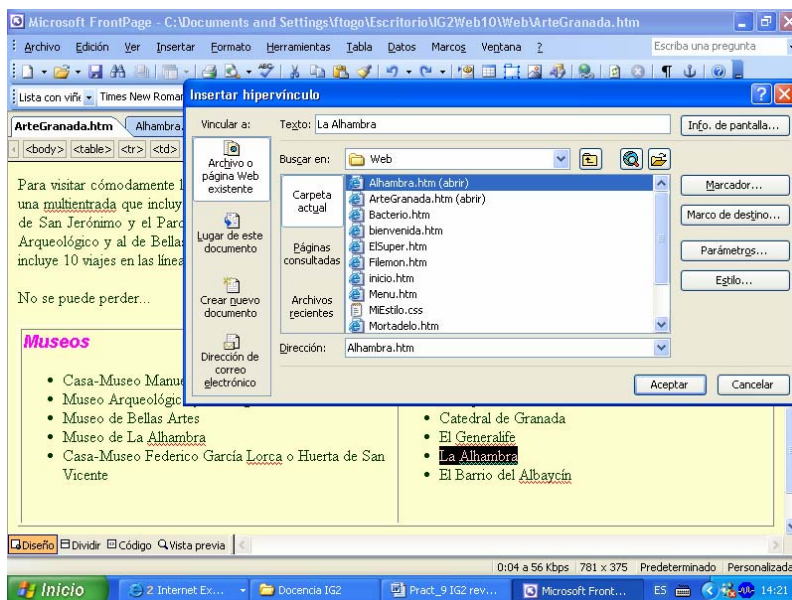 Microsoft FrontPage - C:\Documents and Settings\ftogo\Escritorio\IG2Web10\Web\ArteGranada.htm
Archivo Edición Ver Insertar Formato Herramientas Tabla Datos Marcos Ventana ? Escriba una pregunta
Lista con viñe Times New Roman
ArteGranada.htm Alhambra.
<body> <table> <tr> <td>
Para visitar cómodamente l
una multientrada que incluy
de San Jerónimo y el Parq
Arqueológico y al de Bellas
incluye 10 viajes en las línea
No se puede perder...
Museos
Casa-Museo Manue
Museo Arqueológic
Museo de Bellas Artes
Museo de La Alhambra
Casa-Museo Federico García Lorca o Huerta de San
Vicente
Catedral de Granada
El Generalife
La Alhambra
El Barrio del Albaycín
Insertar hipervínculo
Vincular a:
Texto: La Alhambra
Info. de pantalla...
Archivo o
página Web
existente
Lugar de este
documento
Crear nuevo
documento
Dirección de
correo
electrónico
Buscar en: Web
Carpeta
actual
Páginas
consultadas
Archivos
recientes
Alhambra.htm (abrir)
ArteGranada.htm (abrir)
Bacterio.htm
bienvenida.htm
ElSuper.htm
Filemon.htm
inicio.htm
Menu.htm
MiEstilo.css
Mortadelo.htm
Marcador...
Marco de destino...
Parámetros...
Estilo...
Dirección: Alhambra.htm
Aceptar Cancelar
Diseño Dividir Código Vista previa
0:04 a 56 Kbps 781 x 375 Predeterminado Personalizada
Inicio 2 Internet Ex... Docencia IG2 Pract_9 IG2 rev... Microsoft Front... ES 14:21